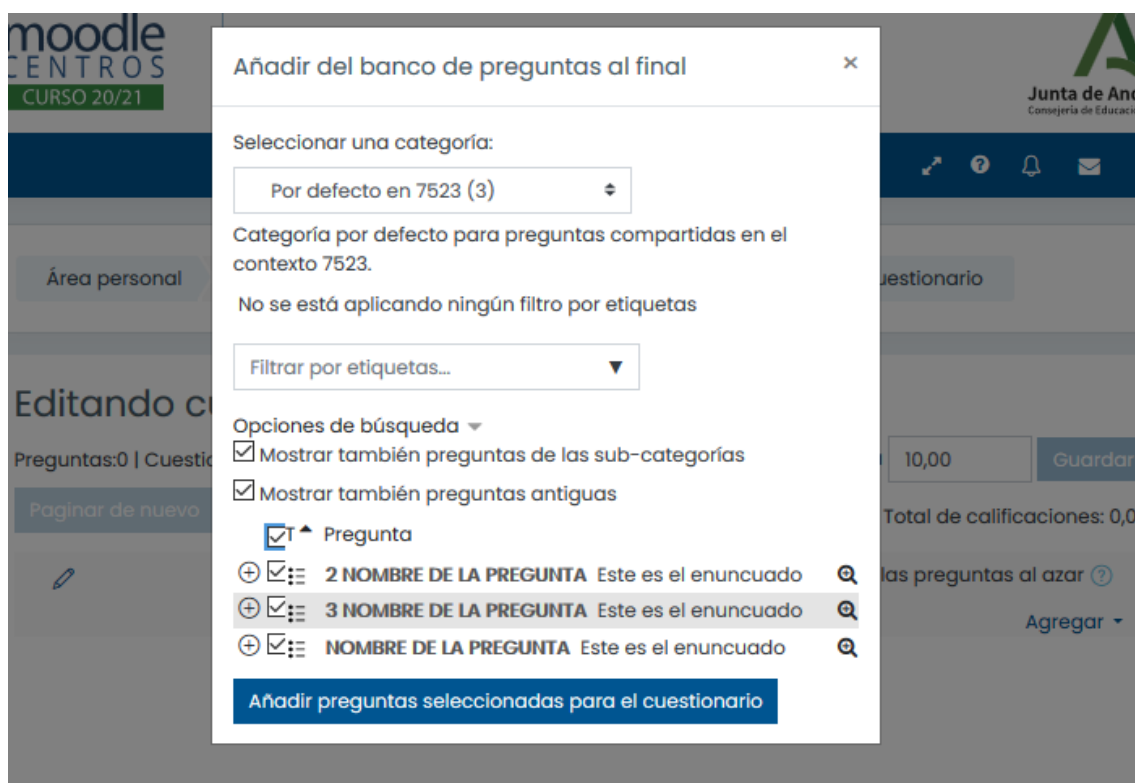 moodle
CENTROS
CURSO 20/21
Junta de And
Consejería de Educaci
Añadir del banco de preguntas al final
×
Seleccionar una categoría:
Por defecto en 7523 (3)
Categoría por defecto para preguntas compartidas en el
contexto 7523.
No se está aplicando ningún filtro por etiquetas
Filtrar por etiquetas...
Opciones de búsqueda
Mostrar también preguntas de las sub-categorías
Mostrar también preguntas antiguas
T Pregunta
2 NOMBRE DE LA PREGUNTA Este es el enuncuado
3 NOMBRE DE LA PREGUNTA Este es el enuncuado
NOMBRE DE LA PREGUNTA Este es el enuncuado
Añadir preguntas seleccionadas para el cuestionario
Área personal
uestionario
Editando cu
Preguntas:0 | Cuestio
10,00
Guardar
Paginar de nuevo
Total de calificaciones: 0,0
las preguntas al azar
Agregar